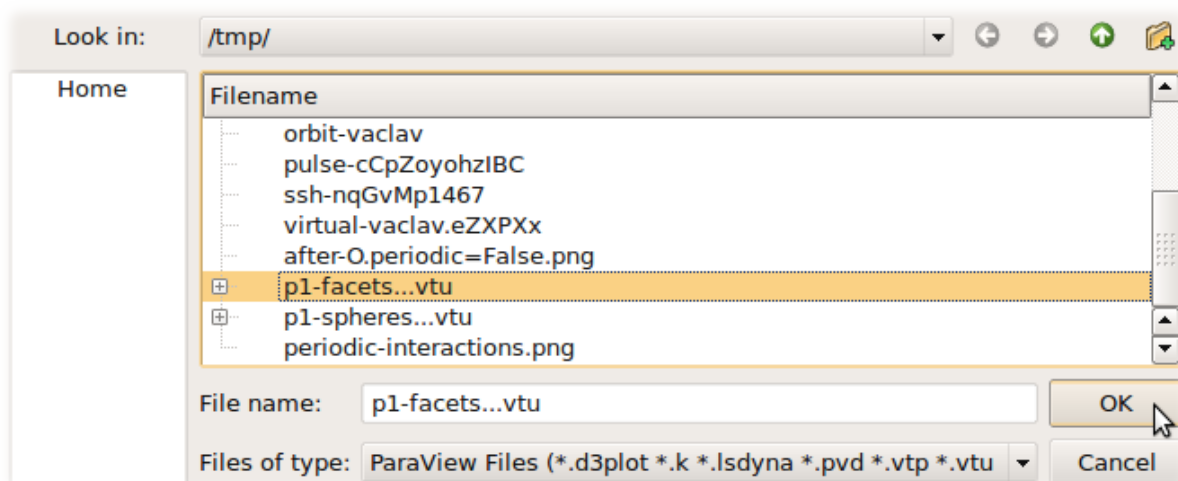 Look in: /tmp/
Home
Filename
orbit-vaclav
pulse-cCpZoyohzIBC
ssh-nqGvMp1467
virtual-vaclav.eZXPXx
after-O.periodic=False.png
p1-facets...vtu
p1-spheres...vtu
periodic-interactions.png
File name: p1-facets...vtu OK
Files of type: ParaView Files (*.d3plot *.k *.lsdyna *.pvd *.vtp *.vtu Cancel